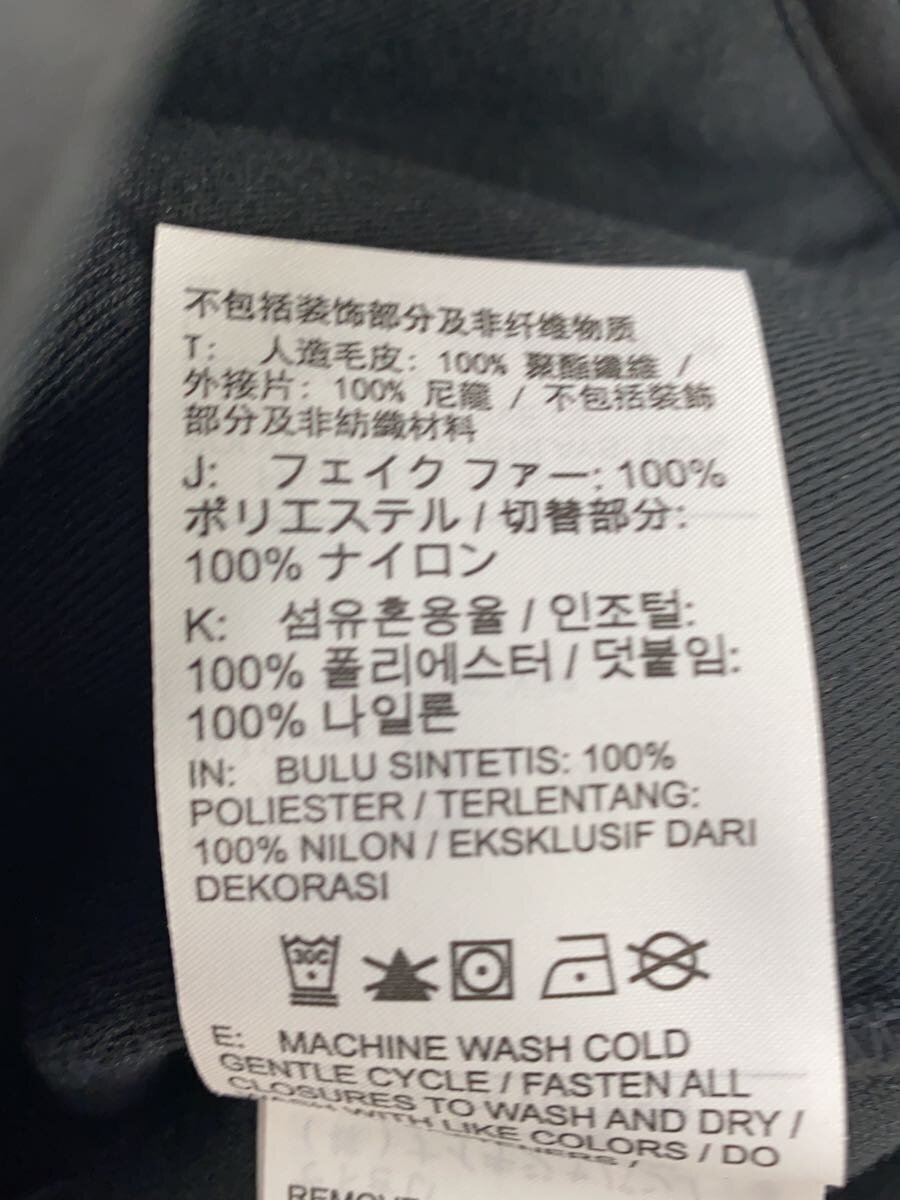 不包括装饰部分及非纤维物质
T: 人造毛皮: 100% 聚酯纖維 /
外接片: 100% 尼龍 / 不包括裝飾
部分及非紡織材料
J: フェイクファー: 100%
ポリエステル / 切替部分:
100% ナイロン
K: 섬유혼용율 / 인조털:
100% 폴리에스터 / 덧붙임:
100% 나일론
IN: BULU SINTETIS: 100%
POLIESTER / TERLENTANG:
100% NILON / EKSKLUSIF DARI
DEKORASI
30C
E: MACHINE WASH COLD
GENTLE CYCLE / FASTEN ALL
CLOSURES TO WASH AND DRY /
WASH WITH LIKE COLORS / DO
REMOVE